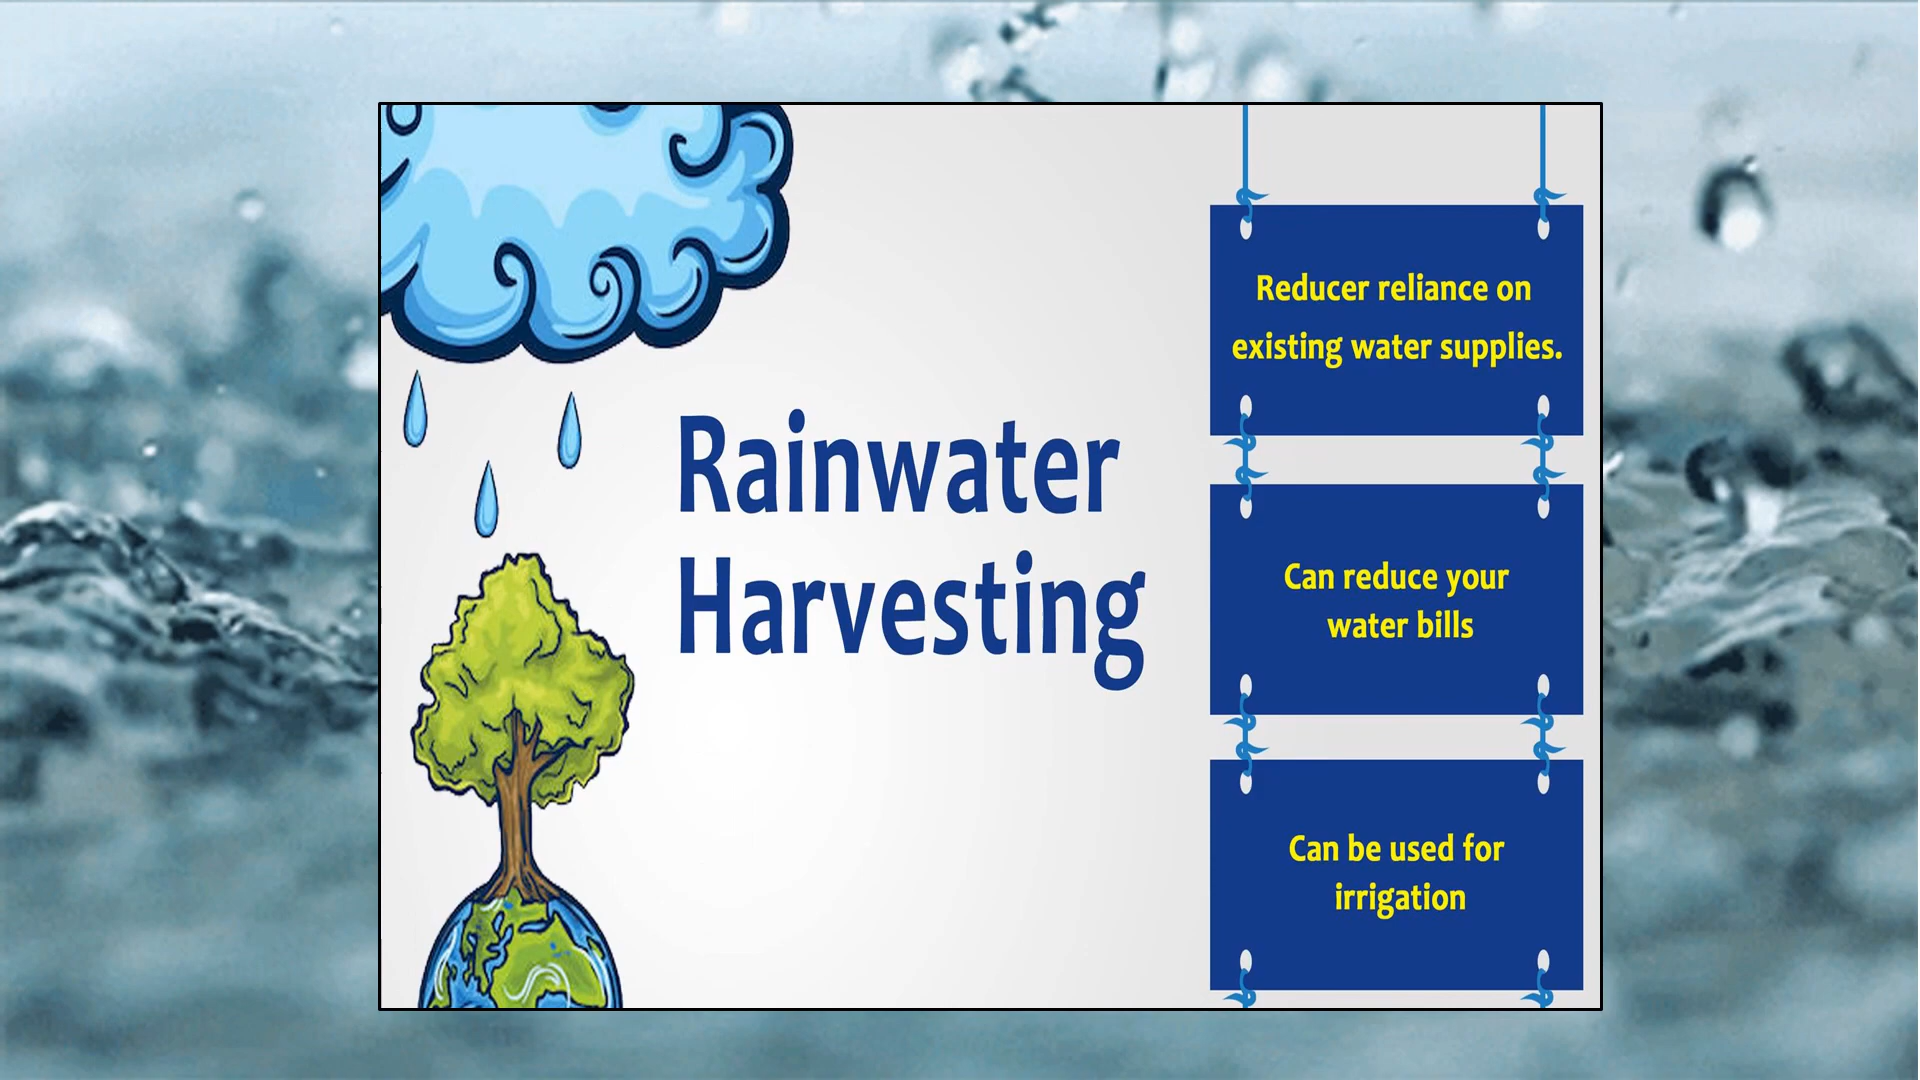 Rainwater
Harvesting
Reducer reliance on
existing water supplies.
Can reduce your
water bills
Can be used for
irrigation